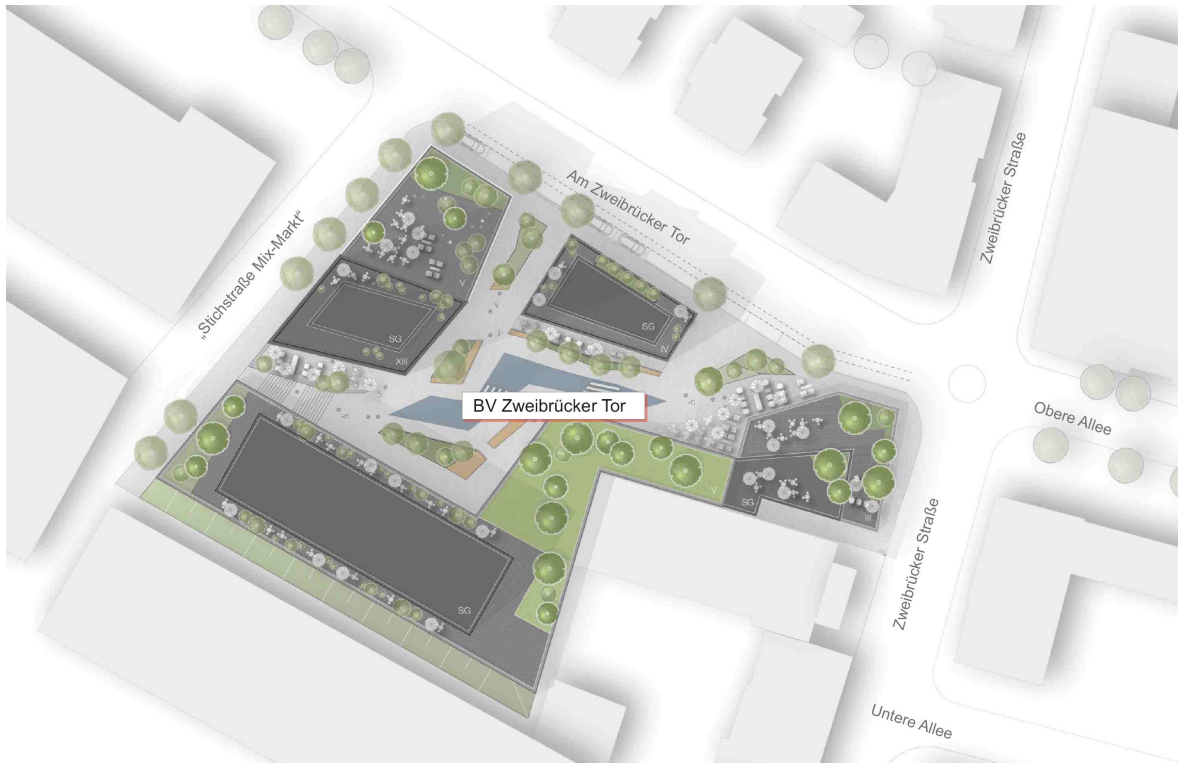 Am Zweibrücker Tor
Zweibrücker Straße
„Stichstraße Mix-Markt“
V
SG
XIII
SG
IV
BV Zweibrücker Tor
Obere Allee
V
SG
III
SG
Zweibrücker Straße
Untere Allee